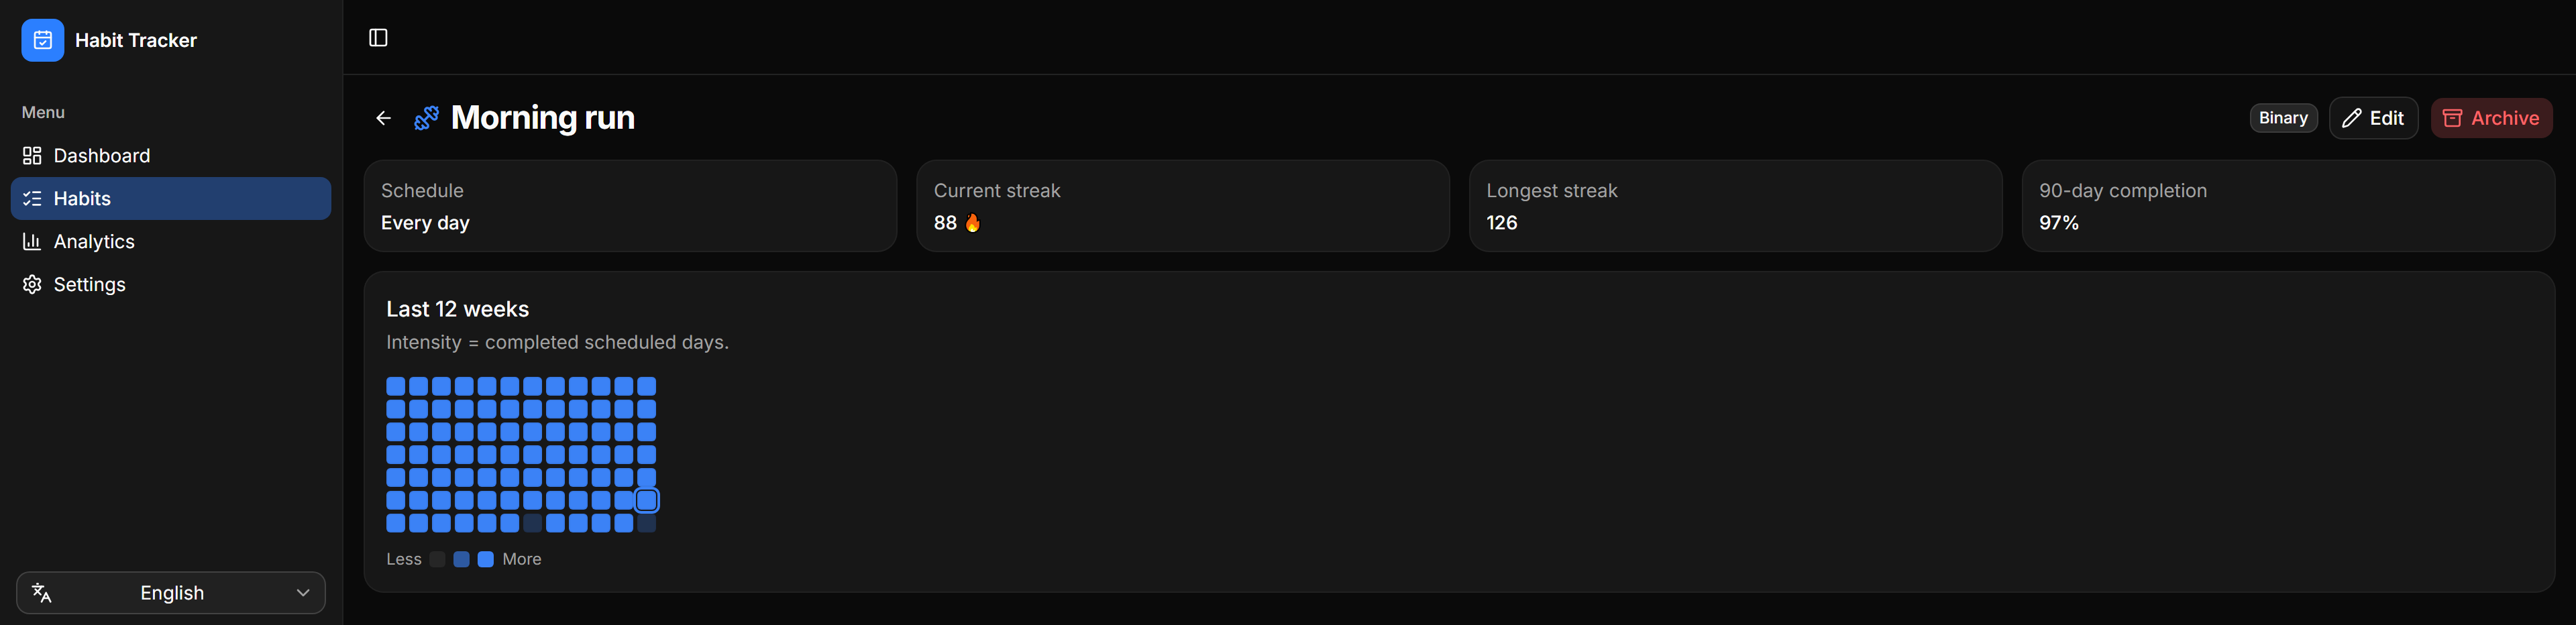 Habit Tracker
Menu
Dashboard
Habits
Analytics
Settings
English
Morning run
Binary
Edit
Archive
Schedule
Every day
Current streak
88 🔥
Longest streak
126
90-day completion
97%
Last 12 weeks
Intensity = completed scheduled days.
Less
More